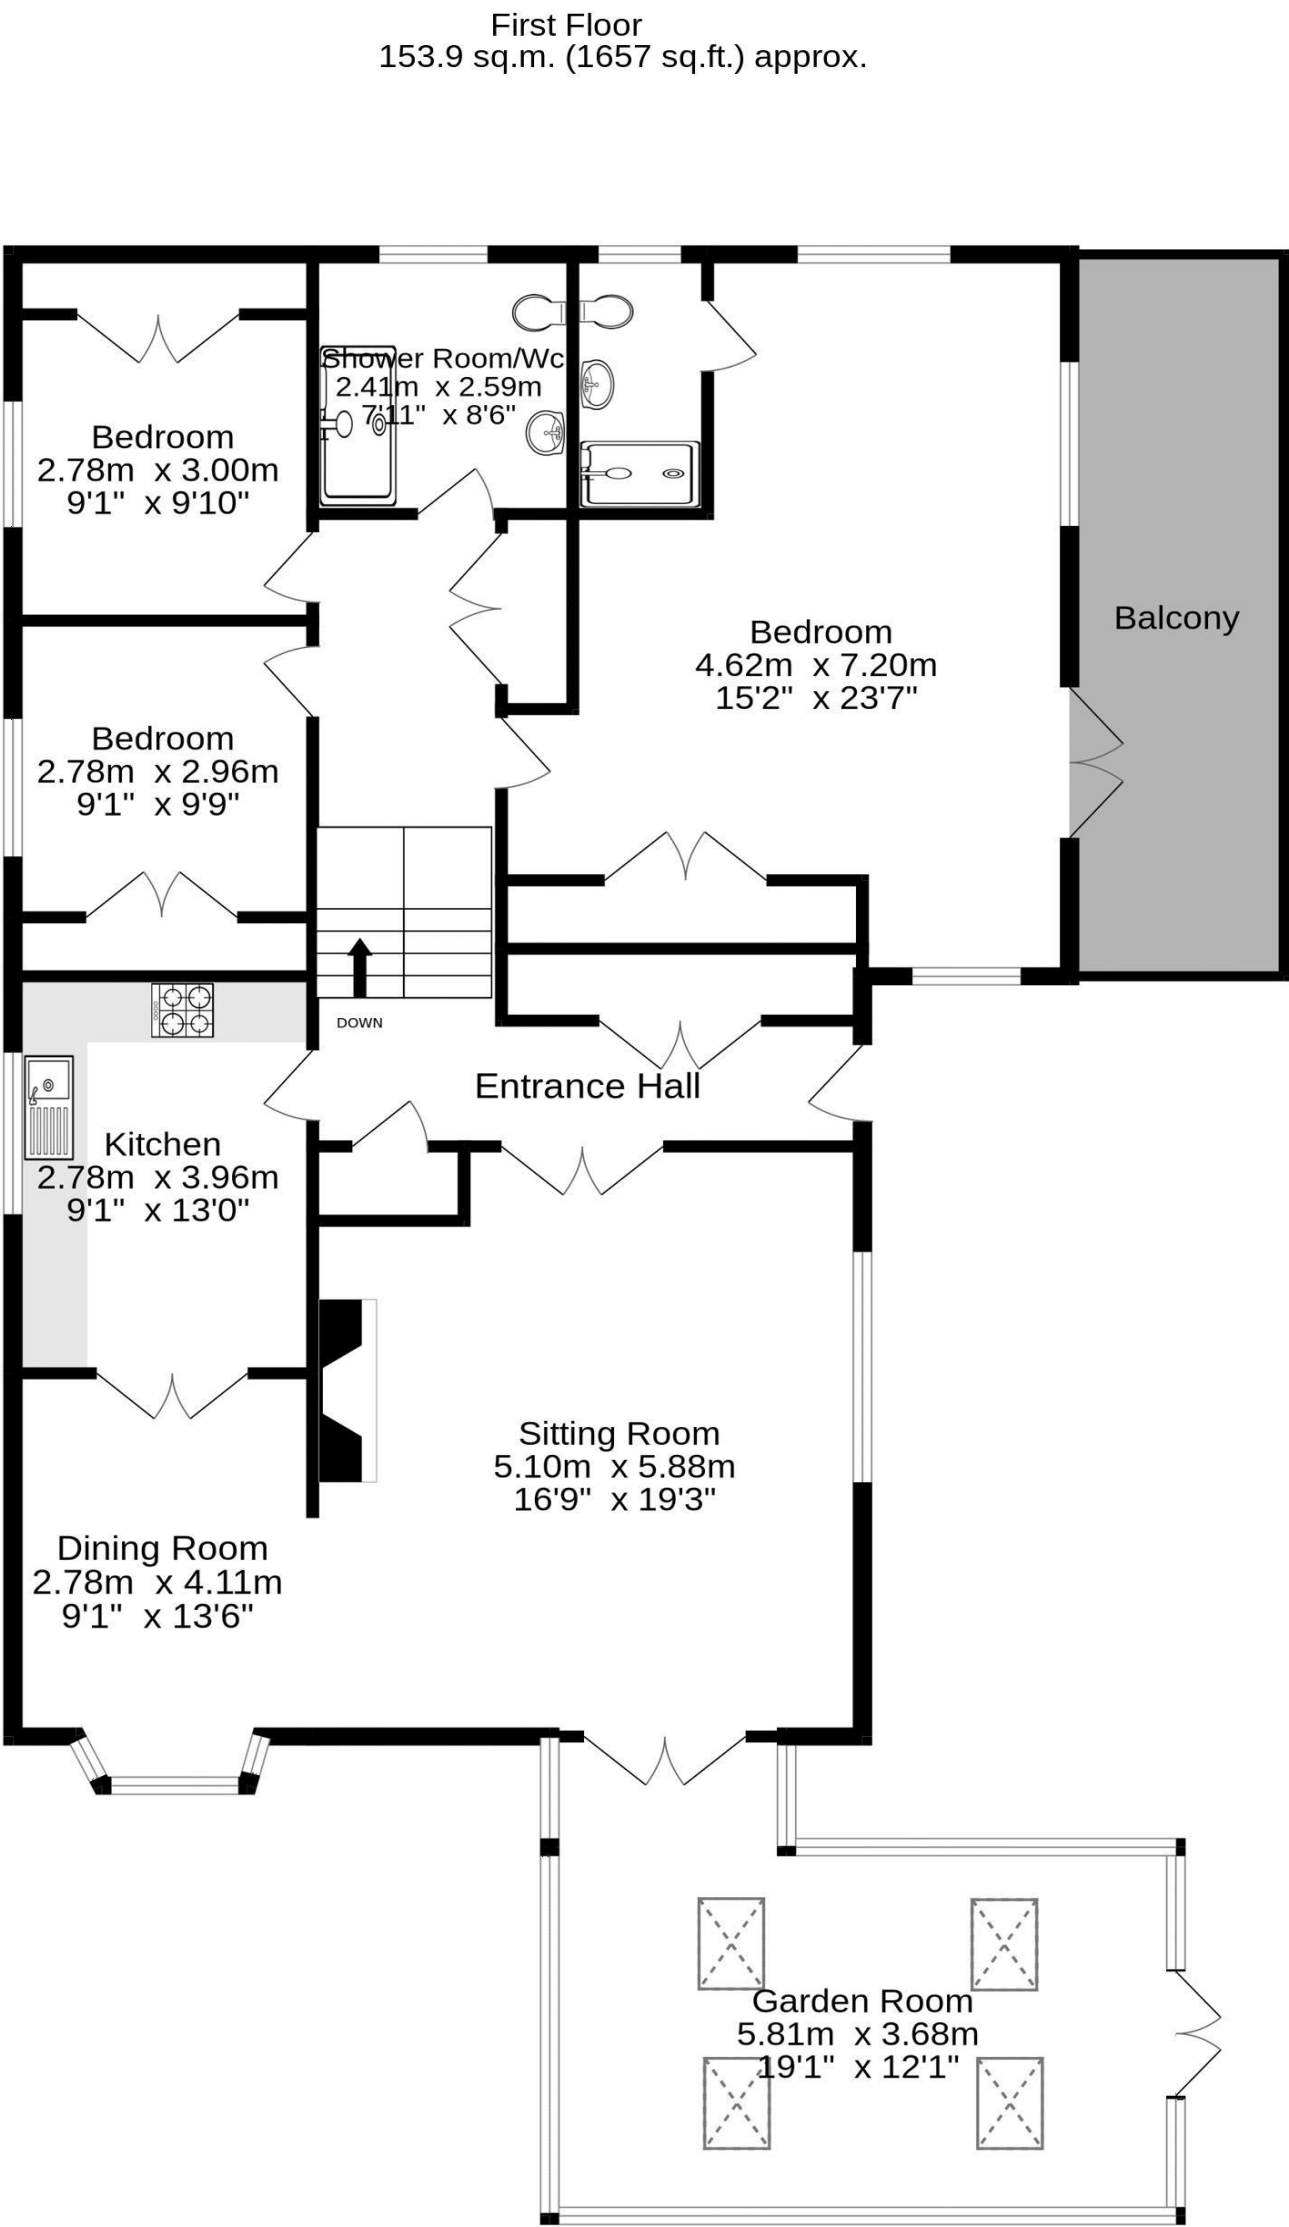 First Floor
153.9 sq.m. (1657 sq.ft.) approx.
Shower Room/Wc
2.41m x 2.59m
7'11" x 8'6"
Bedroom
2.78m x 3.00m
9'1" x 9'10"
Balcony
Bedroom
4.62m x 7.20m
15'2" x 23'7"
Bedroom
2.78m x 2.96m
9'1" x 9'9"
DOWN
Entrance Hall
Kitchen
2.78m x 3.96m
9'1" x 13'0"
Sitting Room
5.10m x 5.88m
16'9" x 19'3"
Dining Room
2.78m x 4.11m
9'1" x 13'6"
Garden Room
5.81m x 3.68m
19'1" x 12'1"